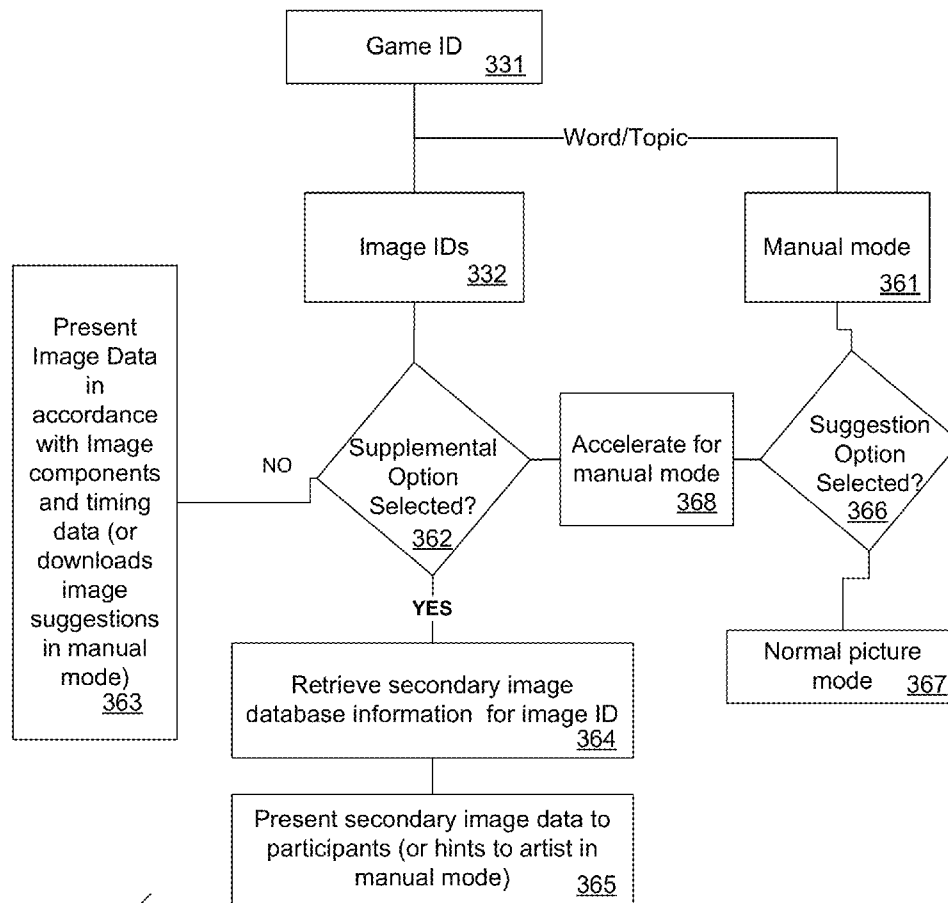 Game ID
331
Word/Topic
Image IDs
332
Manual mode
361
Present
Image Data
in
accordance
with Image
components
and timing
data (or
downloads
image
suggestions
in manual
mode)
363
NO
Supplemental
Option
Selected?
362
Accelerate for
manual mode
368
Suggestion
Option
Selected?
366
YES
Normal picture
mode
367
Retrieve secondary image
database information for image ID
364
Present secondary image data to
participants (or hints to artist in
manual mode)
365